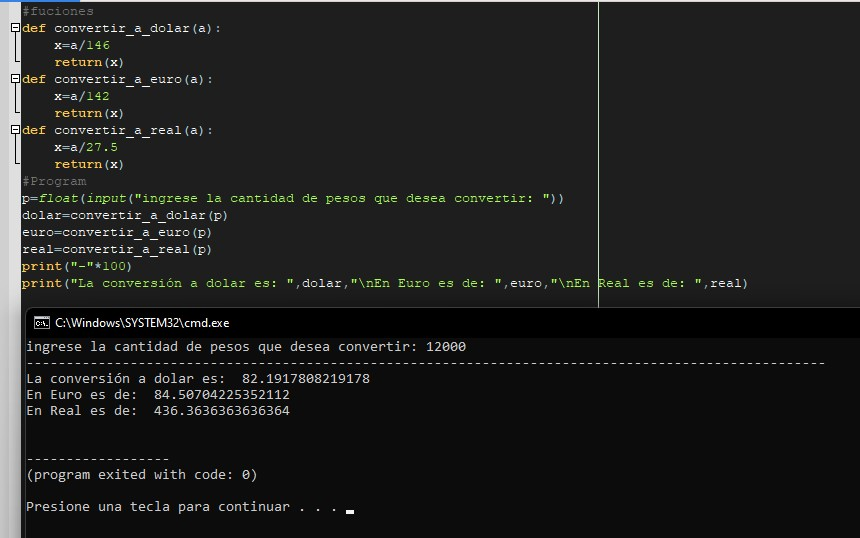 #fuciones
def convertir_a_dolar(a):
    x=a/146
    return(x)
def convertir_a_euro(a):
    x=a/142
    return(x)
def convertir_a_real(a):
    x=a/27.5
    return(x)
#Program
p=float(input("ingrese la cantidad de pesos que desea convertir: "))
dolar=convertir_a_dolar(p)
euro=convertir_a_euro(p)
real=convertir_a_real(p)
print("-"*100)
print("La conversión a dolar es: ",dolar,"\nEn Euro es de: ",euro,"\nEn Real es de: ",real)
C:\Windows\SYSTEM32\cmd.exe
ingrese la cantidad de pesos que desea convertir: 12000
----------------------------------------------------------------------------------------------------
La conversión a dolar es:  82.1917808219178
En Euro es de:  84.50704225352112
En Real es de:  436.3636363636364
------------------
(program exited with code: 0)
Presione una tecla para continuar . . .